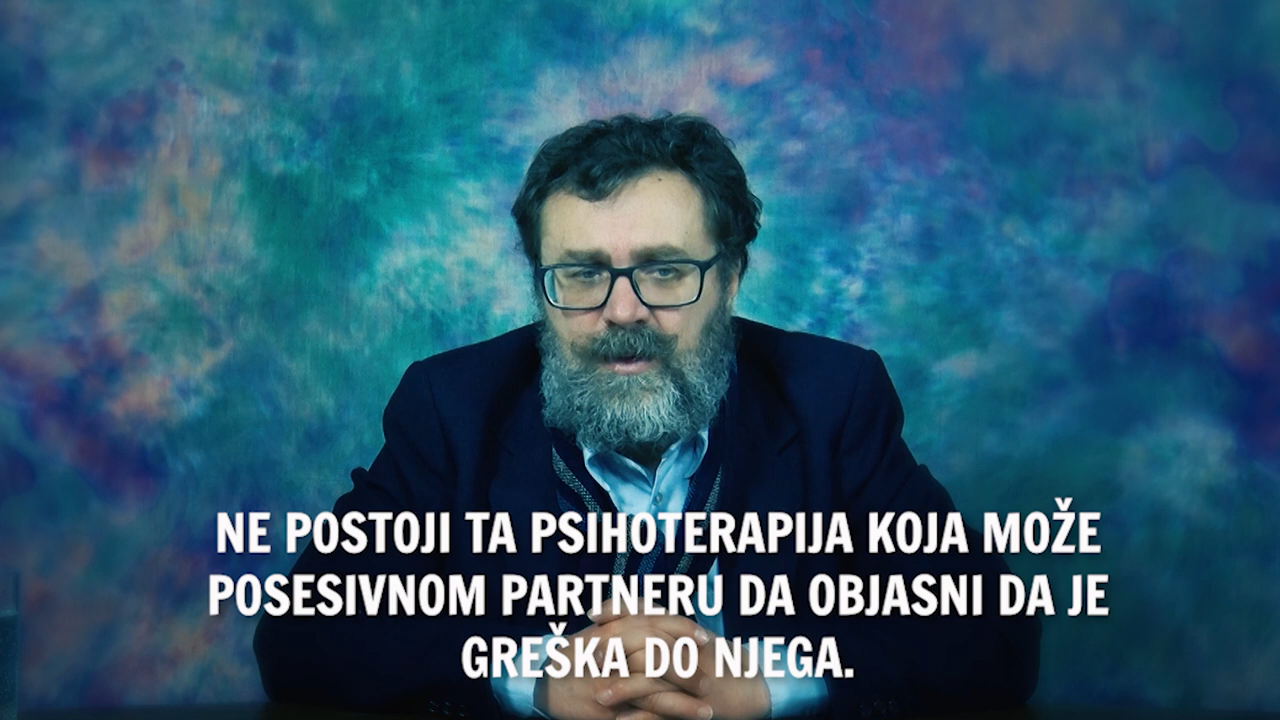 NE POSTOJI TA PSIHOTERAPIJA KOJA MOŽE
POSESIVNOM PARTNERU DA OBJASNI DA JE
GREŠKA DO NJEGA.